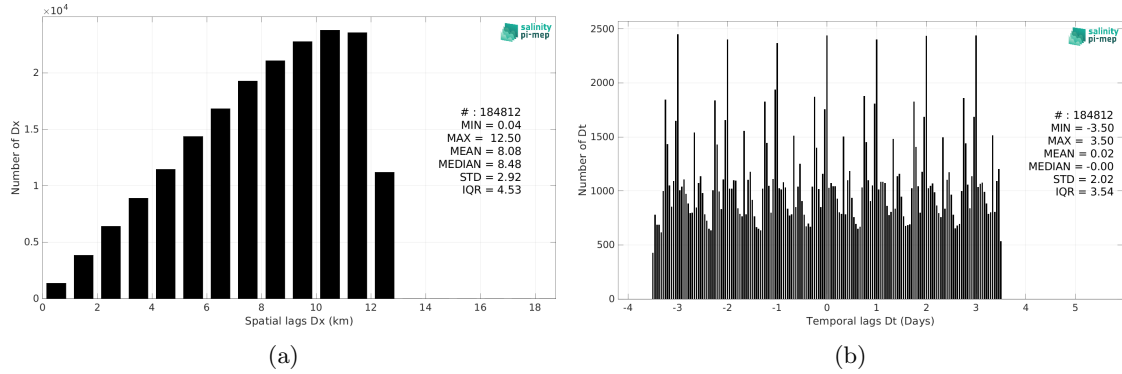 ×10⁴
salinity
pi-mep
2
1.5
1
0.5
0
Number of Dx
# : 184812
MIN = 0.04
MAX = 12.50
MEAN = 8.08
MEDIAN = 8.48
STD = 2.92
IQR = 4.53
0 2 4 6 8 10 12 14 16 18
Spatial lags Dx (km)
(a)
salinity
pi-mep
2500
2000
1500
1000
500
0
Number of Dt
# : 184812
MIN = -3.50
MAX = 3.50
MEAN = 0.02
MEDIAN = -0.00
STD = 2.02
IQR = 3.54
-4 -3 -2 -1 0 1 2 3 4 5
Temporal lags Dt (Days)
(b)